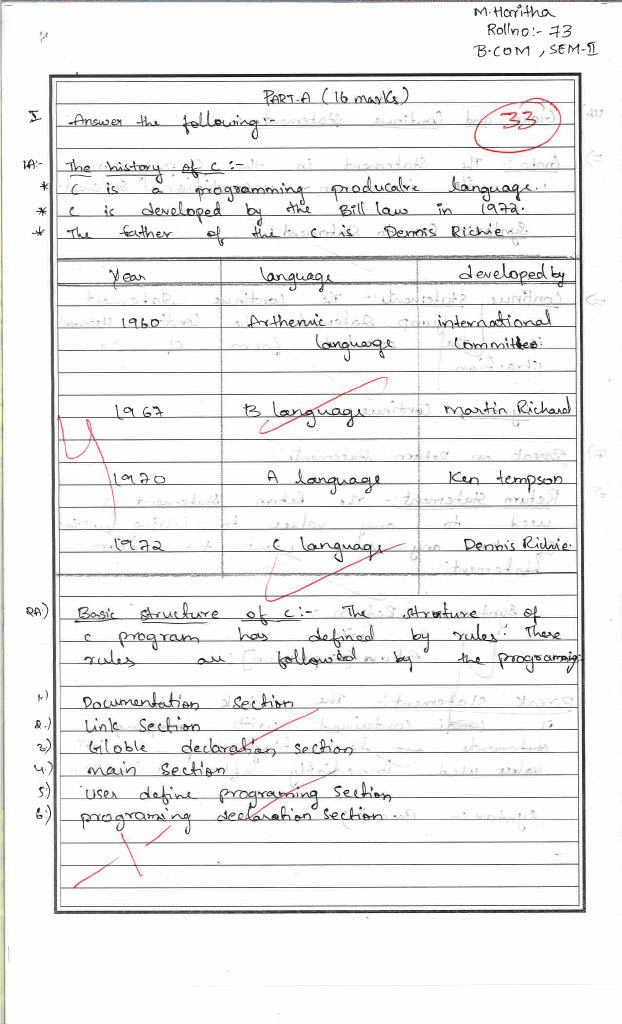 M. Haritha
Roll no:- 73
B.COM, SEM-II
PART-A (16 marks)
I Answer the following:-
33
1A:- The history of C :-
* C is a programming producalre language.
* C is developed by the Bill law in 1972.
* The father of the C is Dennis Richie
Year language developed by
1960 Arthemic international
language Committee
1967 B language Martin Richard
1970 A language Ken tempson
1972 C language Dennis Richie.
2A:) Basic structure of C:- The structure of
C program has defined by rules. These
rules are followed by the programing.
1.) Documentation Section
2.) Link Section
3) Globle declaration section
4.) main Section
5) User define programing Section
6.) programing declaration section.